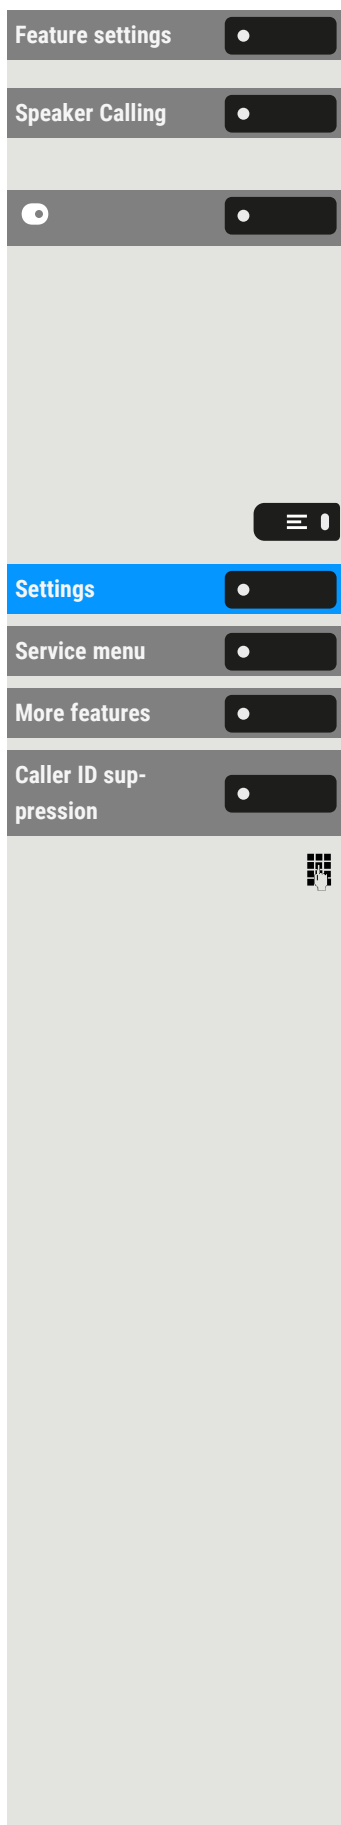 Feature settings
Speaker Calling
Settings
Service menu
More features
Caller ID sup-
pression